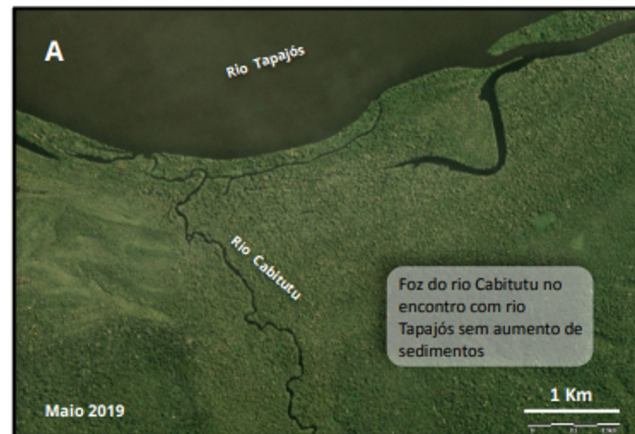 A
Rio Tapajós
Rio Cabitutu
Foz do rio Cabitutu no
encontro com rio
Tapajós sem aumento de
sedimentos
Maio 2019
1 Km